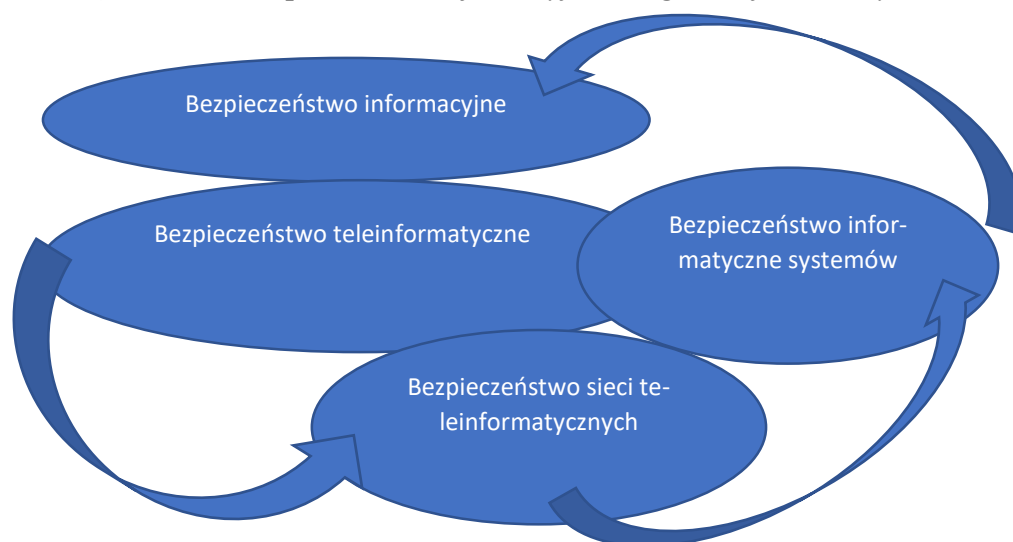 Bezpieczeństwo informacyjne
Bezpieczeństwo teleinformatyczne
Bezpieczeństwo infor-
matyczne systemów
Bezpieczeństwo sieci te-
leinformatycznych